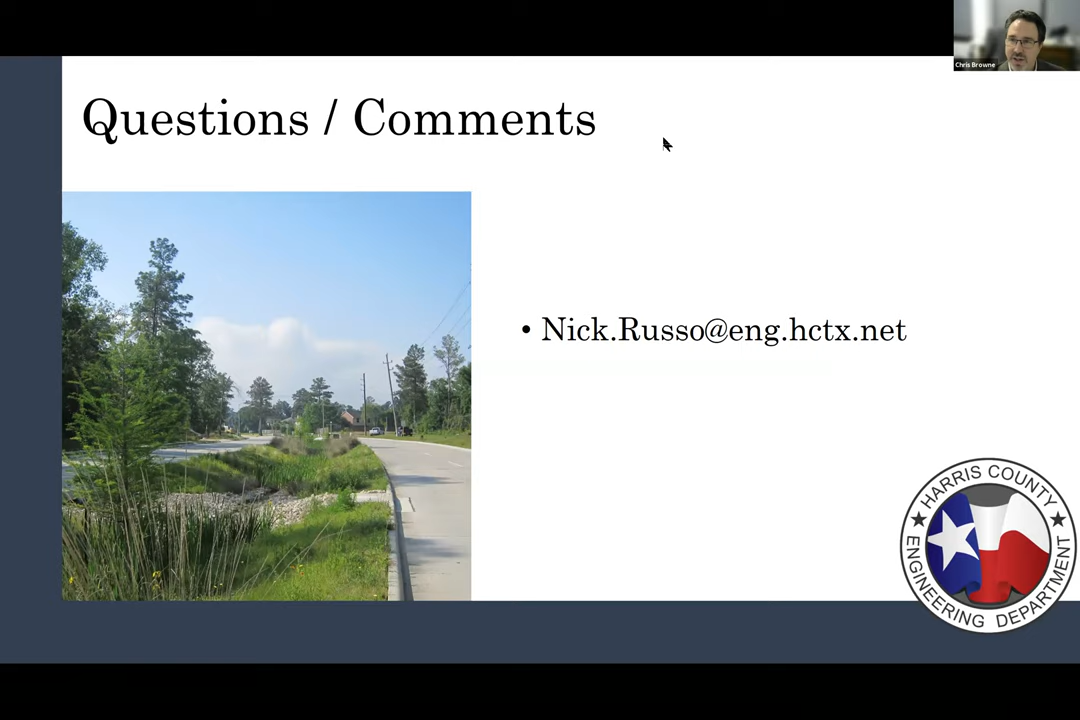 Chris Browne
Questions / Comments
• Nick.Russo@eng.hctx.net
HARRIS COUNTY
ENGINEERING DEPARTMENT